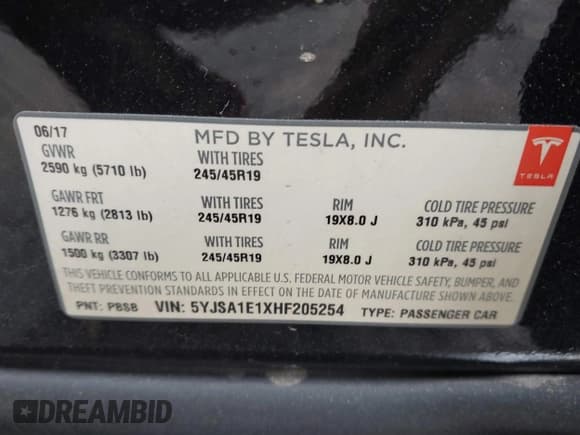 06/17 MFD BY TESLA, INC.
GVWR WITH TIRES
2590 kg (5710 lb) 245/45R19
TESLA
GAWR FRT WITH TIRES RIM COLD TIRE PRESSURE
1276 kg (2813 lb) 245/45R19 19X8.0 J 310 kPa, 45 psi
GAWR RR WITH TIRES RIM COLD TIRE PRESSURE
1500 kg (3307 lb) 245/45R19 19X8.0 J 310 kPa, 45 psi
THIS VEHICLE CONFORMS TO ALL APPLICABLE U.S. FEDERAL MOTOR VEHICLE SAFETY, BUMPER, AND
THEFT PREVENTION STANDARDS IN EFFECT ON THE DATE OF MANUFACTURE SHOWN ABOVE.
PNT: PBSB VIN: 5YJSA1E1XHF205254 TYPE: PASSENGER CAR
DREAMBID